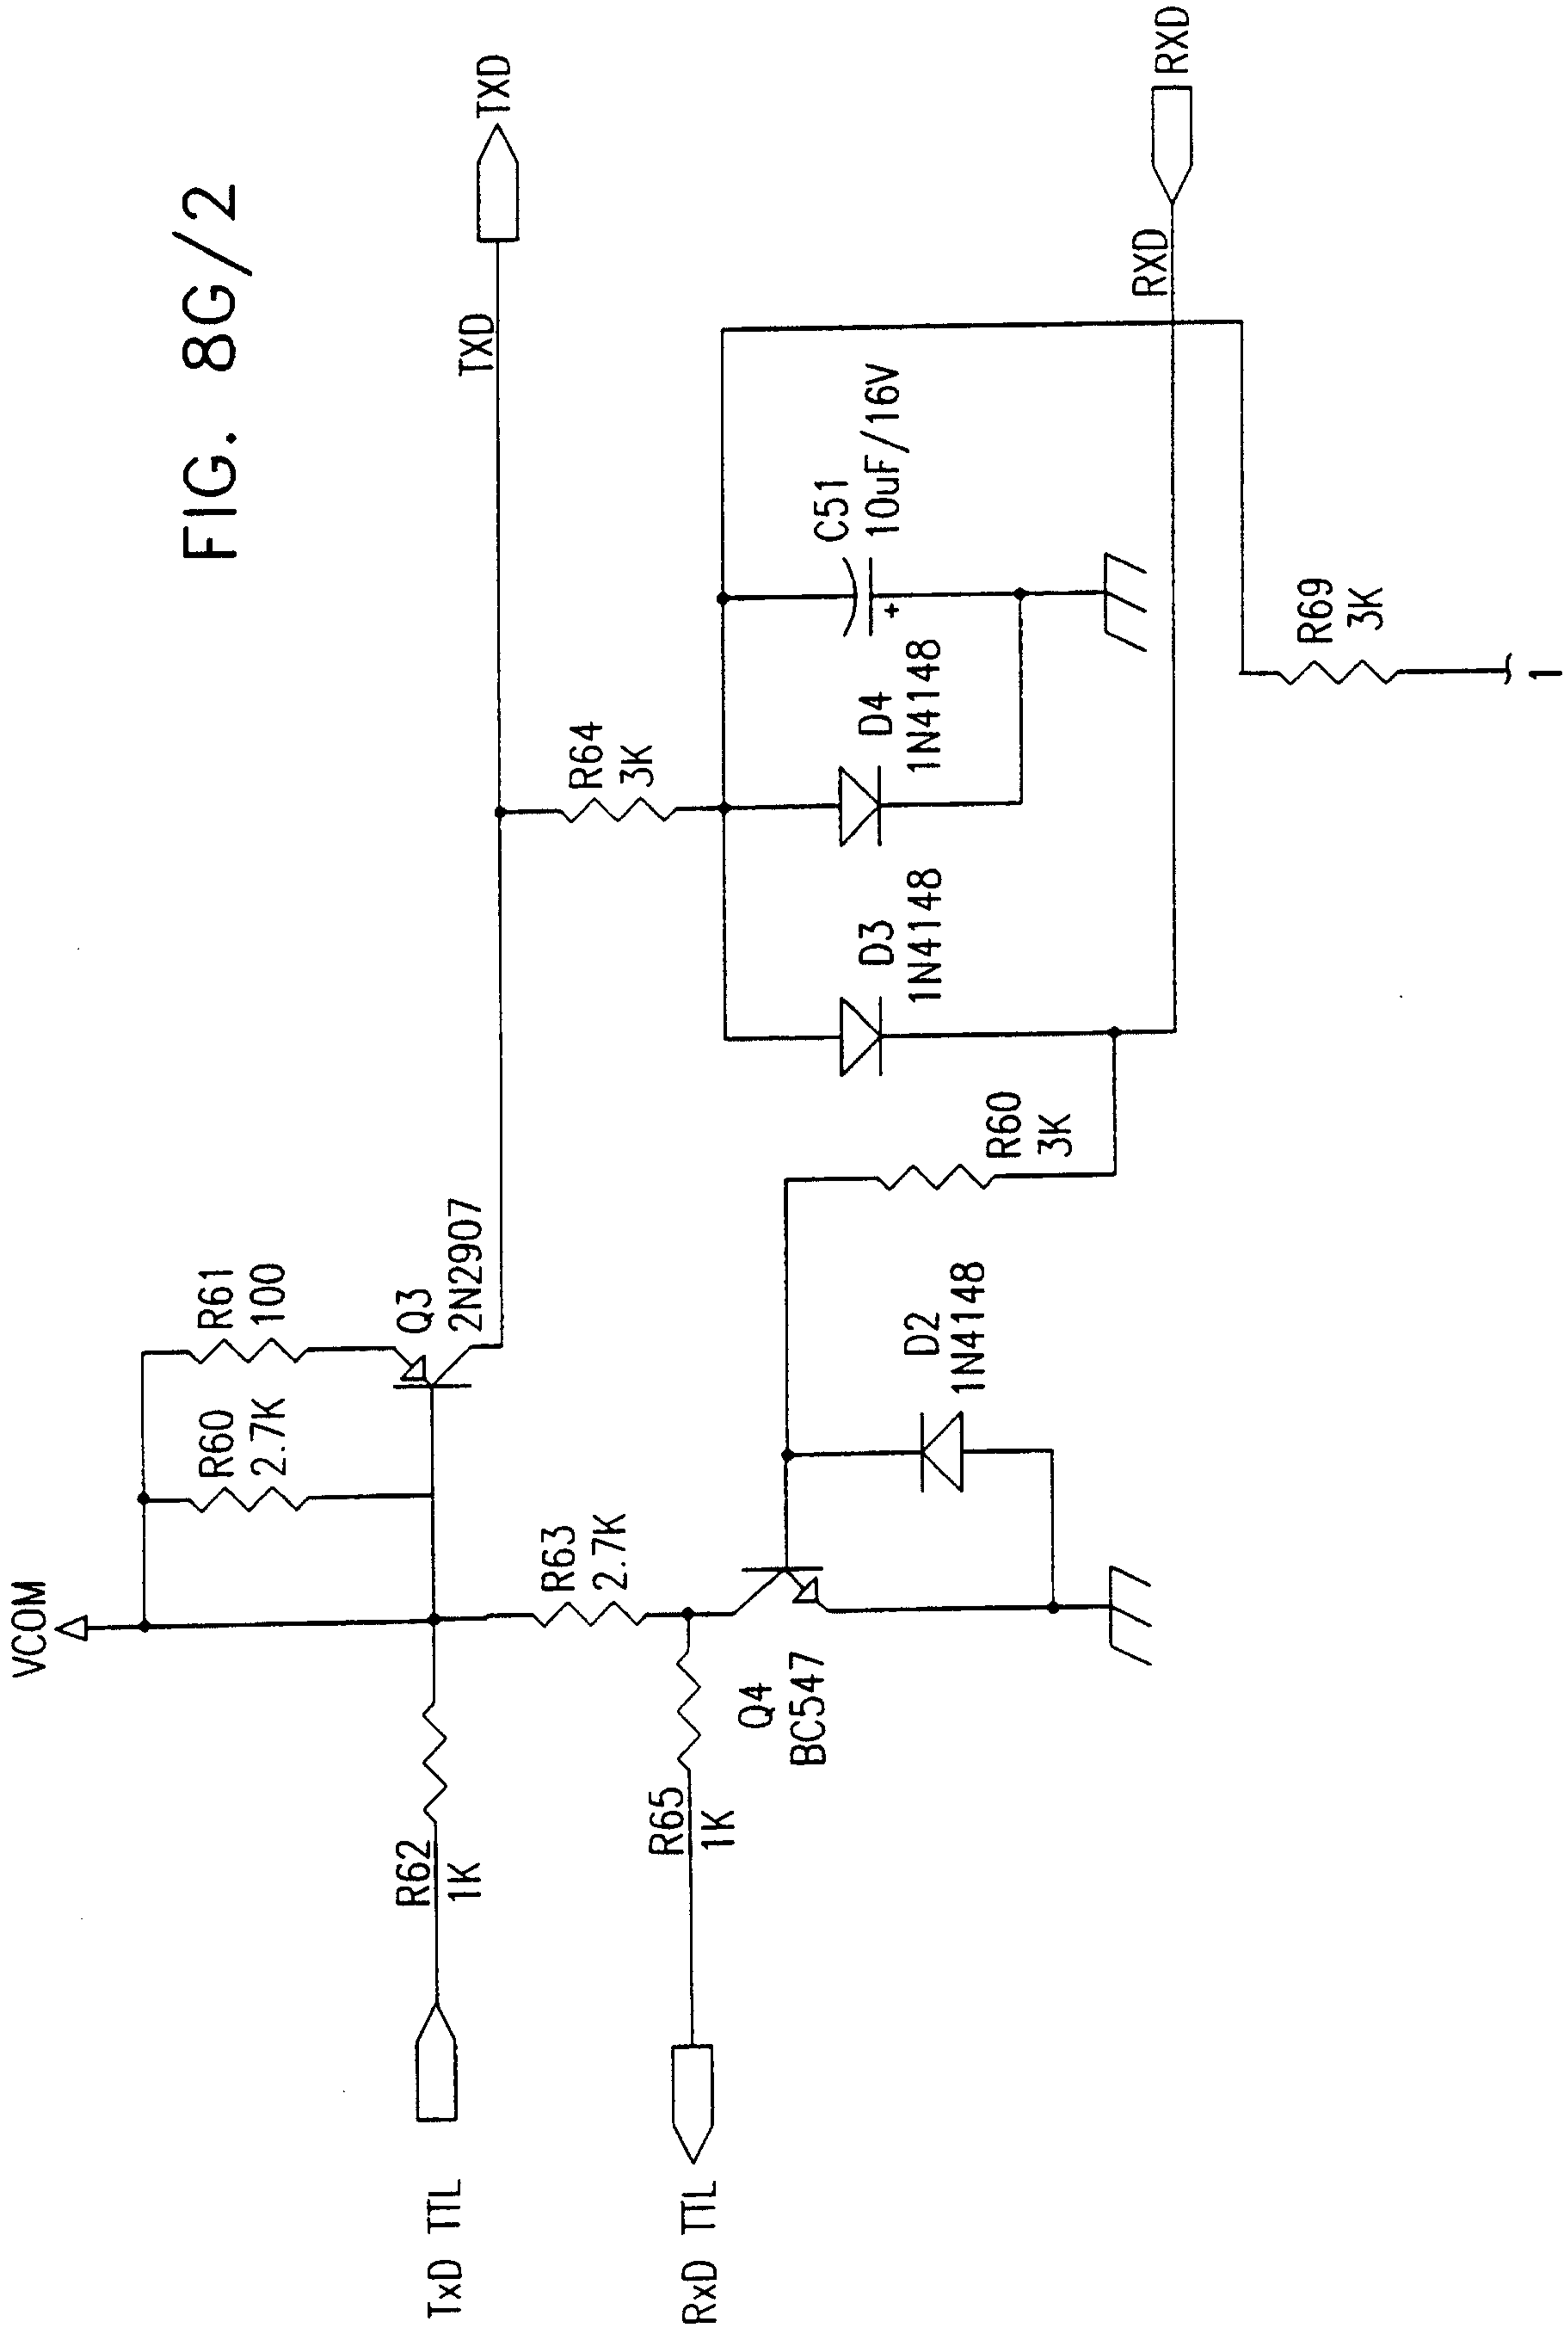 FIG. 8G/2
VCOM
R60
2.7K
R61
100
Q3
2N2907
TXD
TXD
TxD TTL
R62
1K
R63
2.7K
R64
3K
RxD TTL
R65
1K
Q4
BC547
D2
1N4148
R60
3K
D3
1N4148
D4
1N4148
C51
10uF/16V
+
RXD
RXD
R69
3K
1